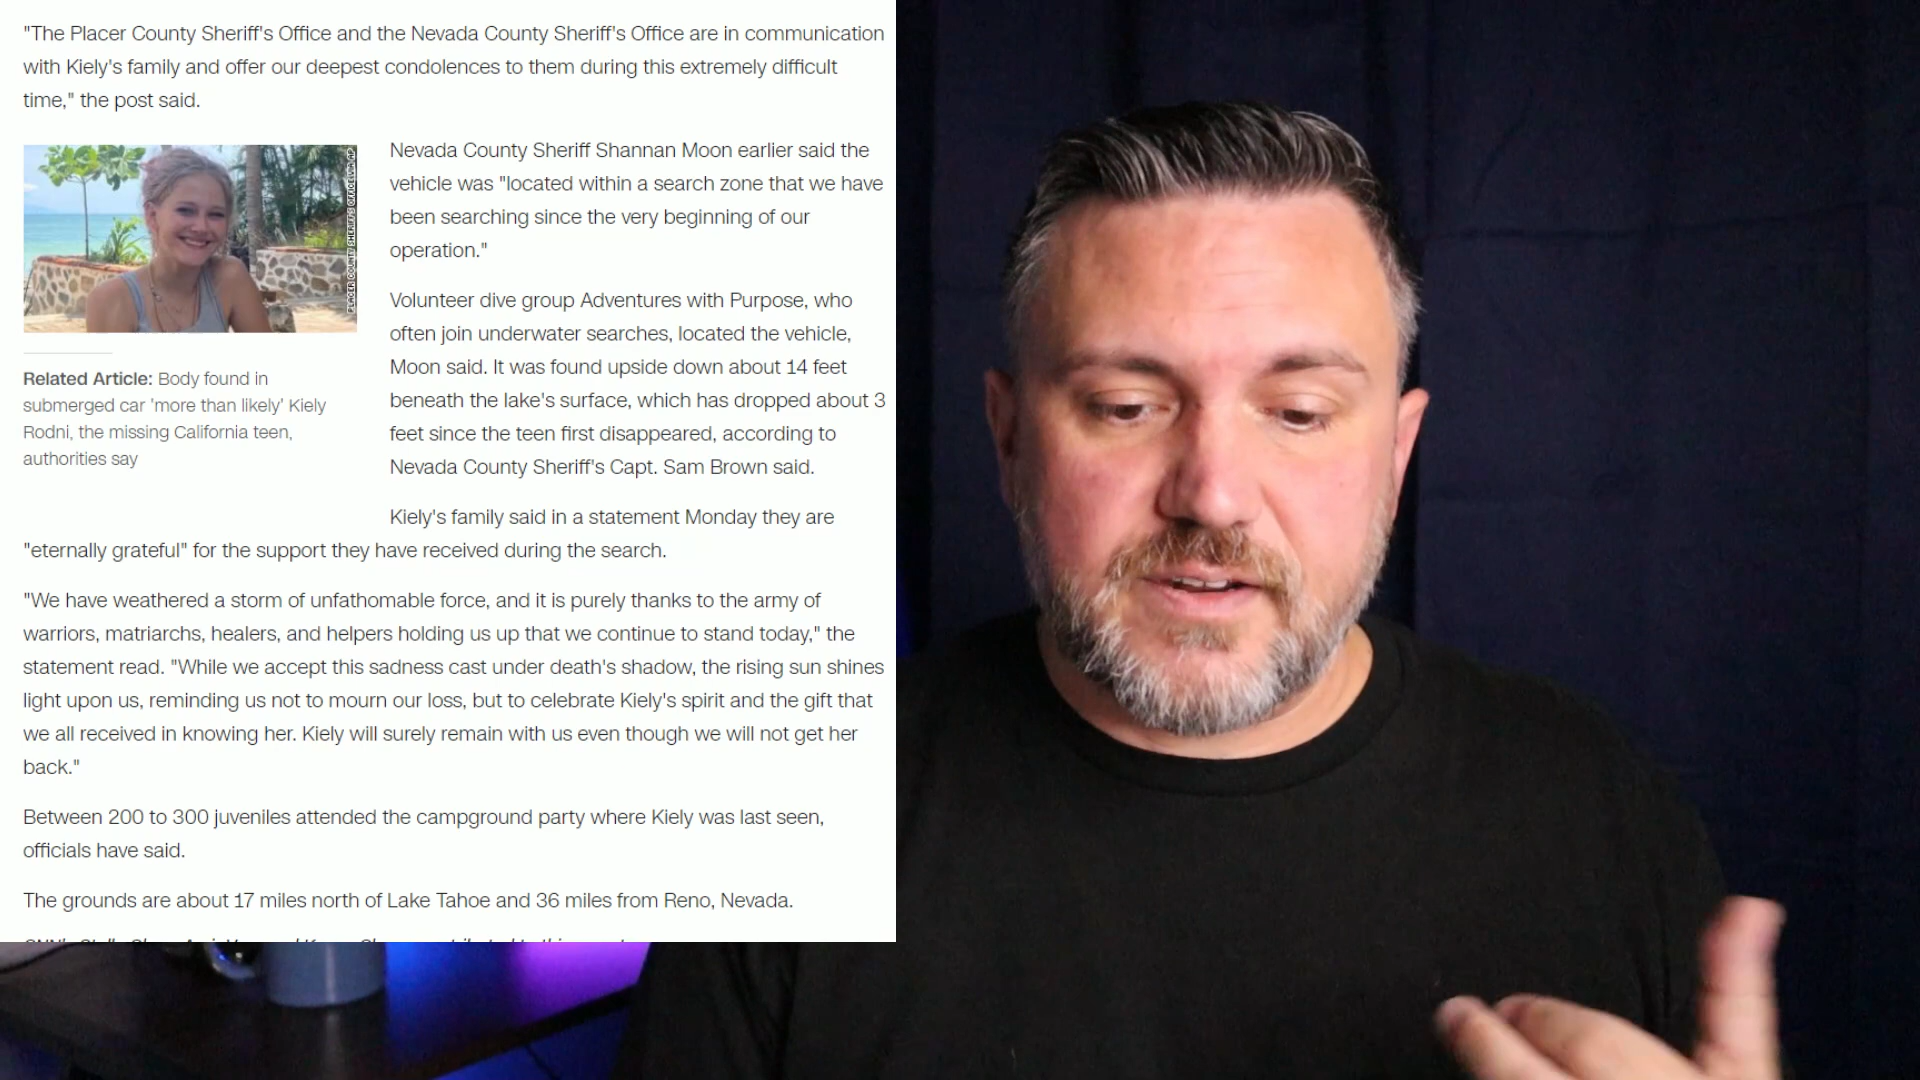 "The Placer County Sheriff's Office and the Nevada County Sheriff's Office are in communication
with Kiely's family and offer our deepest condolences to them during this extremely difficult
time," the post said.
PLACER COUNTY SHERIFF'S OFFICE VIA AP
Related Article: Body found in
submerged car 'more than likely' Kiely
Rodni, the missing California teen,
authorities say
Nevada County Sheriff Shannan Moon earlier said the
vehicle was "located within a search zone that we have
been searching since the very beginning of our
operation."
Volunteer dive group Adventures with Purpose, who
often join underwater searches, located the vehicle,
Moon said. It was found upside down about 14 feet
beneath the lake's surface, which has dropped about 3
feet since the teen first disappeared, according to
Nevada County Sheriff's Capt. Sam Brown said.
Kiely's family said in a statement Monday they are
"eternally grateful" for the support they have received during the search.
"We have weathered a storm of unfathomable force, and it is purely thanks to the army of
warriors, matriarchs, healers, and helpers holding us up that we continue to stand today," the
statement read. "While we accept this sadness cast under death's shadow, the rising sun shines
light upon us, reminding us not to mourn our loss, but to celebrate Kiely's spirit and the gift that
we all received in knowing her. Kiely will surely remain with us even though we will not get her
back."
Between 200 to 300 juveniles attended the campground party where Kiely was last seen,
officials have said.
The grounds are about 17 miles north of Lake Tahoe and 36 miles from Reno, Nevada.